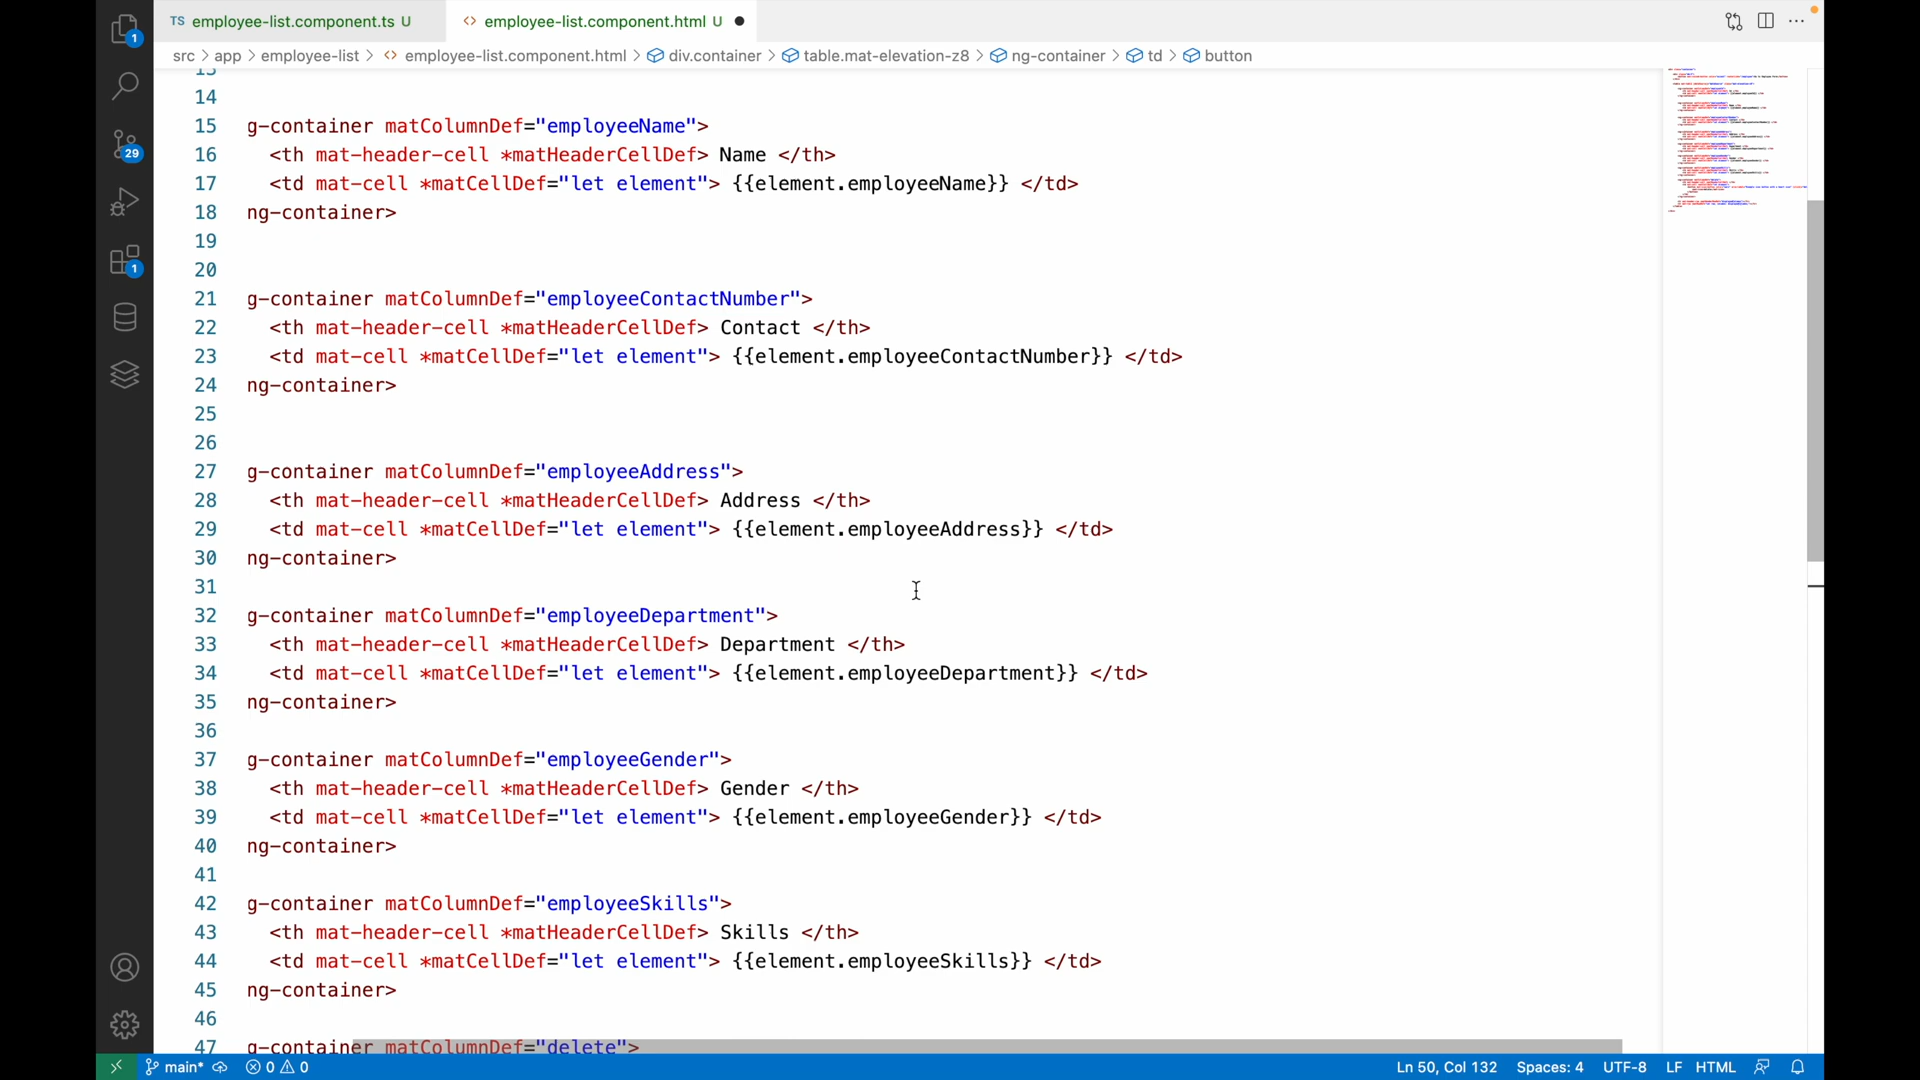 TS employee-list.component.ts U
<> employee-list.component.html U ●
src > app > employee-list > <> employee-list.component.html > div.container > table.mat-elevation-z8 > ng-container > td > button
13
14
15 g-container matColumnDef="employeeName">
16 <th mat-header-cell *matHeaderCellDef> Name </th>
17 <td mat-cell *matCellDef="let element"> {{element.employeeName}} </td>
18 ng-container>
19
20
21 g-container matColumnDef="employeeContactNumber">
22 <th mat-header-cell *matHeaderCellDef> Contact </th>
23 <td mat-cell *matCellDef="let element"> {{element.employeeContactNumber}} </td>
24 ng-container>
25
26
27 g-container matColumnDef="employeeAddress">
28 <th mat-header-cell *matHeaderCellDef> Address </th>
29 <td mat-cell *matCellDef="let element"> {{element.employeeAddress}} </td>
30 ng-container>
31
32 g-container matColumnDef="employeeDepartment">
33 <th mat-header-cell *matHeaderCellDef> Department </th>
34 <td mat-cell *matCellDef="let element"> {{element.employeeDepartment}} </td>
35 ng-container>
36
37 g-container matColumnDef="employeeGender">
38 <th mat-header-cell *matHeaderCellDef> Gender </th>
39 <td mat-cell *matCellDef="let element"> {{element.employeeGender}} </td>
40 ng-container>
41
42 g-container matColumnDef="employeeSkills">
43 <th mat-header-cell *matHeaderCellDef> Skills </th>
44 <td mat-cell *matCellDef="let element"> {{element.employeeSkills}} </td>
45 ng-container>
46
47 g-container matColumnDef="delete">
1
29
1
main* 0 0
Ln 50, Col 132 Spaces: 4 UTF-8 LF HTML